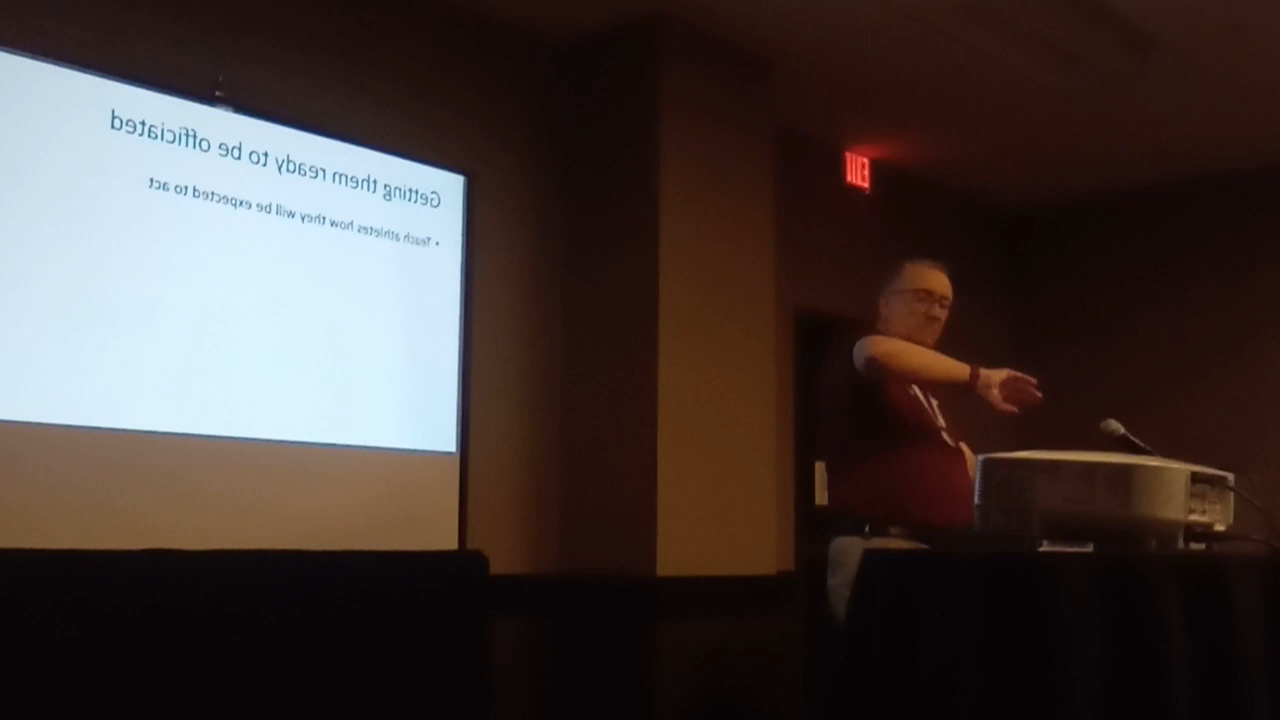 Getting them ready to be officiated
• Teach athletes how they will be expected to act
EXIT